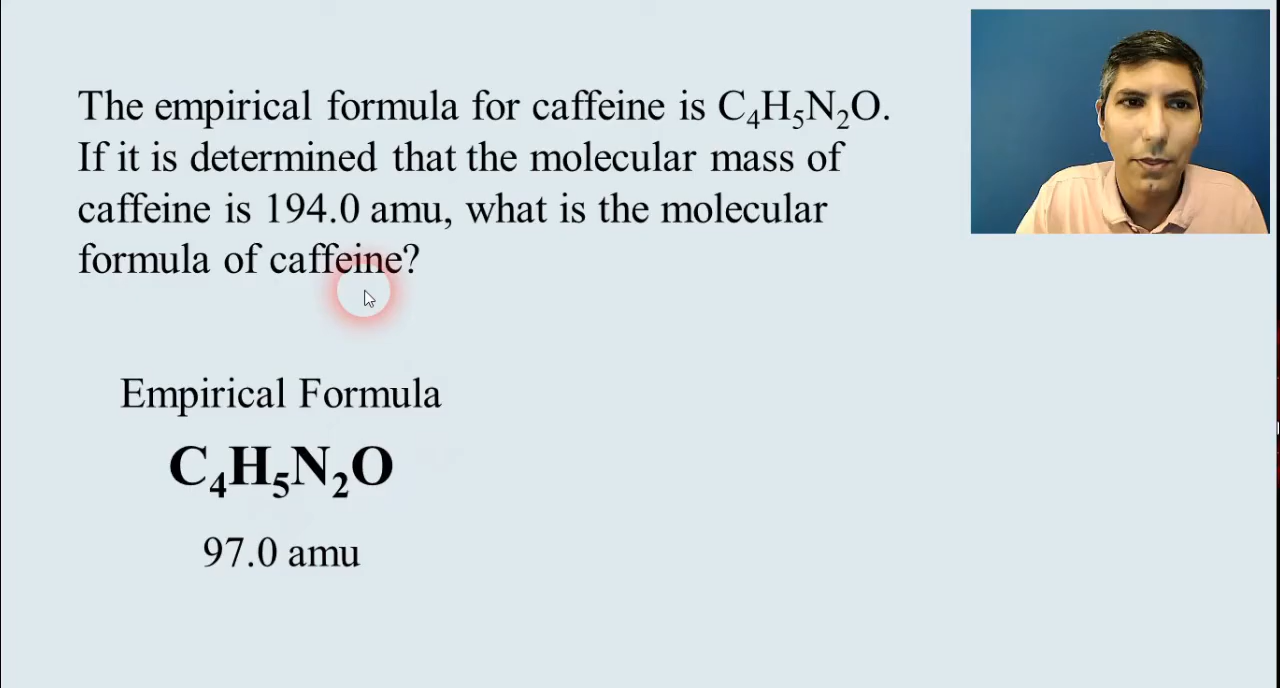 The empirical formula for caffeine is C₄H₅N₂O.
If it is determined that the molecular mass of
caffeine is 194.0 amu, what is the molecular
formula of caffeine?
Empirical Formula
C₄H₅N₂O
97.0 amu